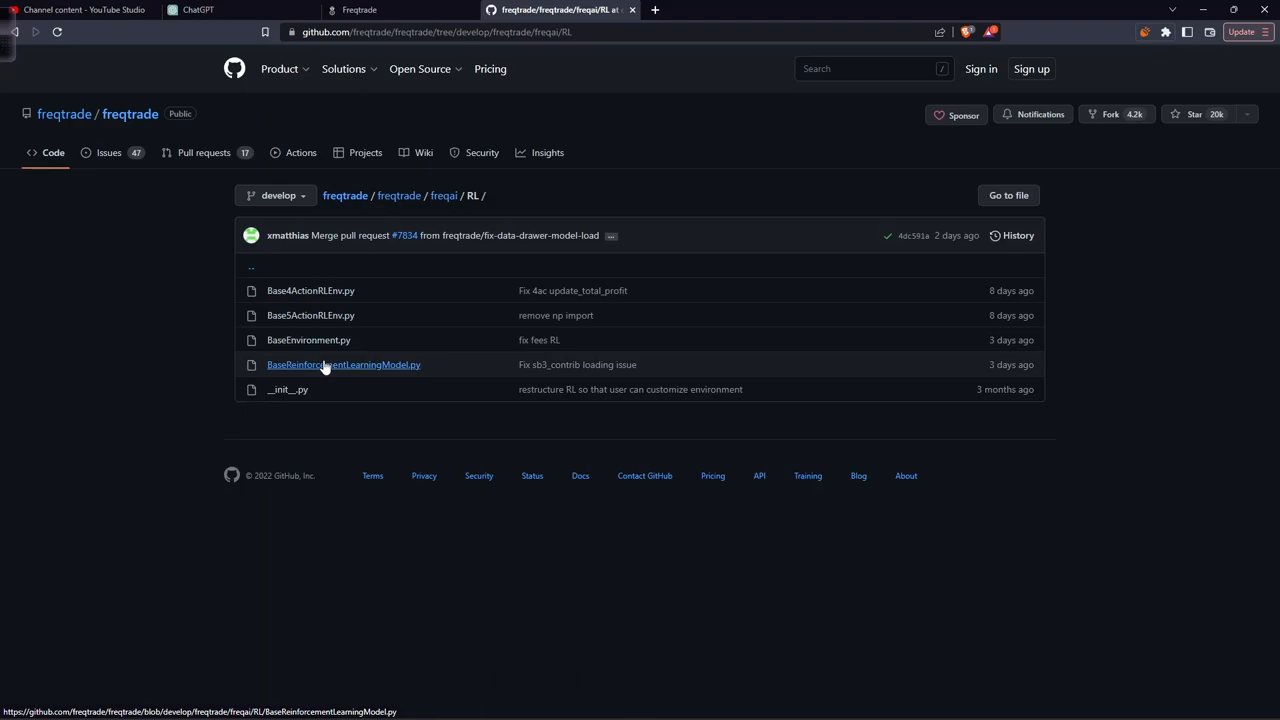 Channel content - YouTube Studio
ChatGPT
Freqtrade
freqtrade/freqtrade/freqai/RL at
github.com/freqtrade/freqtrade/tree/develop/freqtrade/freqai/RL
Update
Product Solutions Open Source Pricing
Search /
Sign in Sign up
freqtrade / freqtrade Public
Sponsor Notifications Fork 4.2k Star 20k
Code Issues 47 Pull requests 17 Actions Projects Wiki Security Insights
develop freqtrade / freqtrade / freqai / RL / Go to file
xmatthias Merge pull request #7834 from freqtrade/fix-data-drawer-model-load ... 4dc591a 2 days ago History
..
Base4ActionRLEnv.py Fix 4ac update_total_profit 8 days ago
Base5ActionRLEnv.py remove np import 8 days ago
BaseEnvironment.py fix fees RL 3 days ago
BaseReinforcementLearningModel.py Fix sb3_contrib loading issue 3 days ago
__init__.py restructure RL so that user can customize environment 3 months ago
© 2022 GitHub, Inc. Terms Privacy Security Status Docs Contact GitHub Pricing API Training Blog About
https://github.com/freqtrade/freqtrade/blob/develop/freqtrade/freqai/RL/BaseReinforcementLearningModel.py